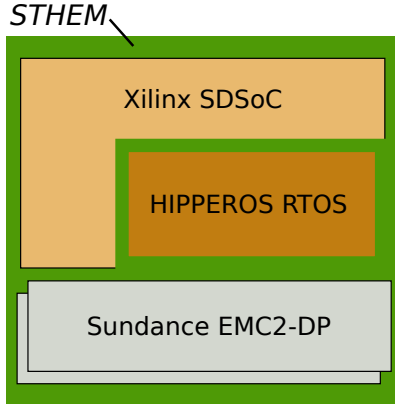 STHEM
Xilinx SDSoC
HIPPEROS RTOS
Sundance EMC2-DP